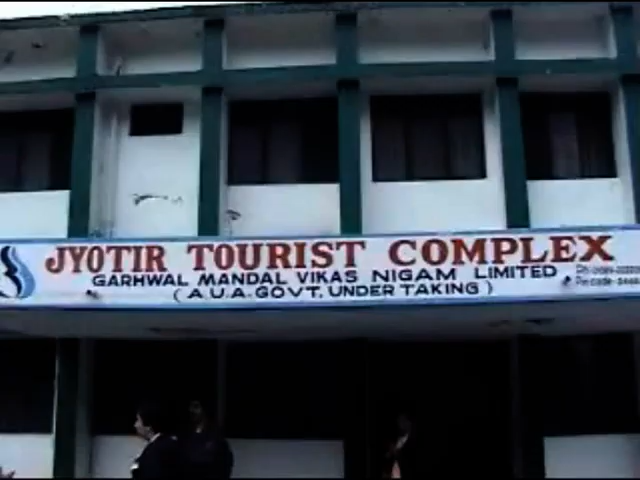 JYOTIR TOURIST COMPLEX
GARHWAL MANDAL VIKAS NIGAM LIMITED
(A.U.A.GOVT. UNDER TAKING)